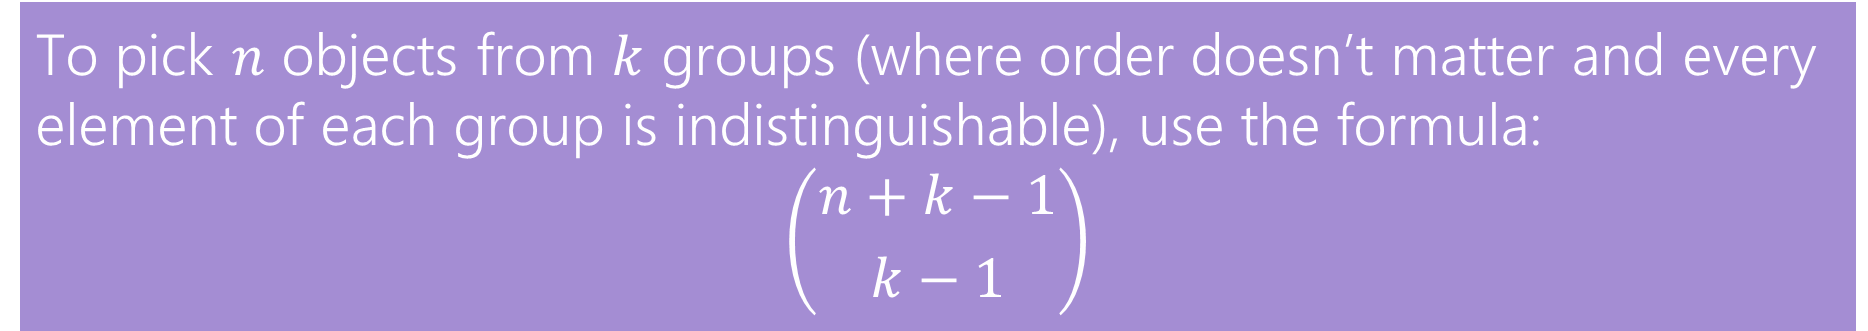 To pick n objects from k groups (where order doesn’t matter and every
element of each group is indistinguishable), use the formula:
(n + k − 1
k − 1)